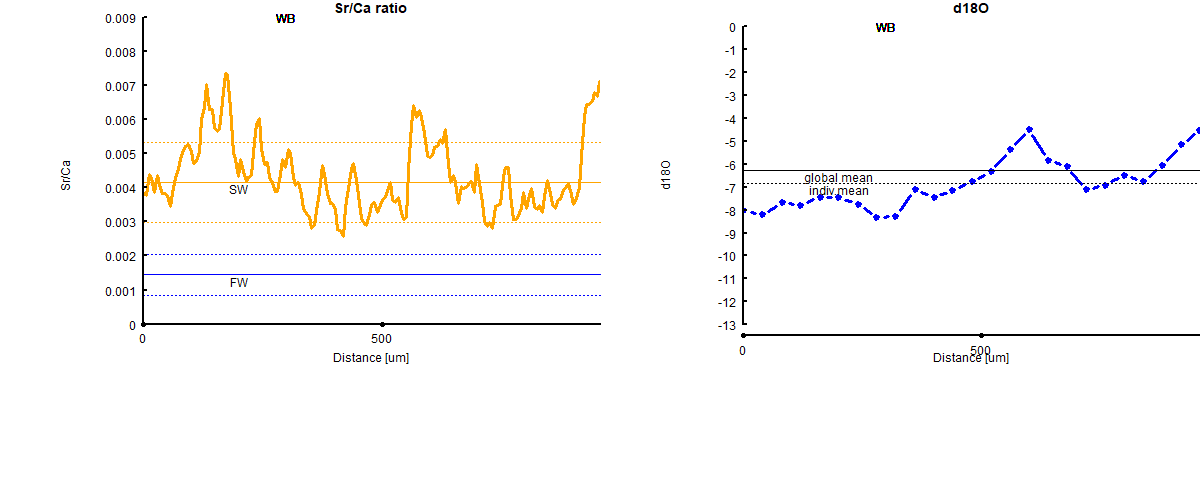 Sr/Ca ratio
WB
0.009
0.008
0.007
0.006
0.005
0.004
0.003
0.002
0.001
0
Sr/Ca
SW
FW
0
500
Distance [um]
d18O
WB
0
-1
-2
-3
-4
-5
-6
-7
-8
-9
-10
-11
-12
-13
d18O
global mean
indiv.mean
0
500
Distance [um]